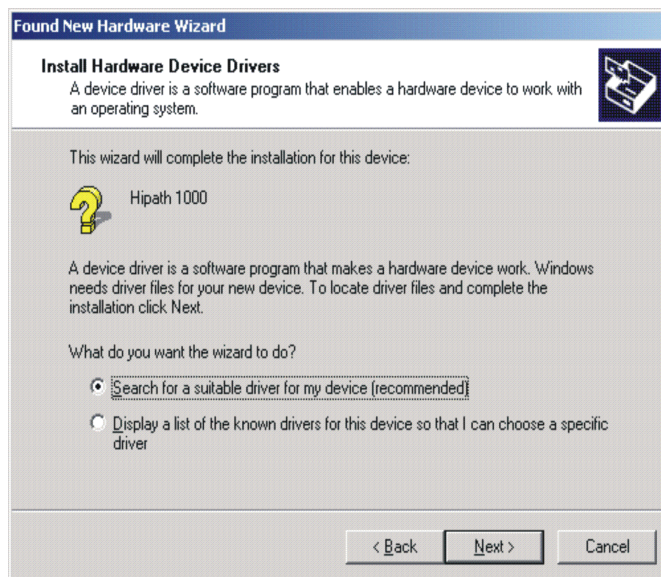 Found New Hardware Wizard
Install Hardware Device Drivers
A device driver is a software program that enables a hardware device to work with
an operating system.
This wizard will complete the installation for this device:
Hipath 1000
A device driver is a software program that makes a hardware device work. Windows
needs driver files for your new device. To locate driver files and complete the
installation click Next.
What do you want the wizard to do?
Search for a suitable driver for my device (recommended)
Display a list of the known drivers for this device so that I can choose a specific
driver
< Back
Next >
Cancel